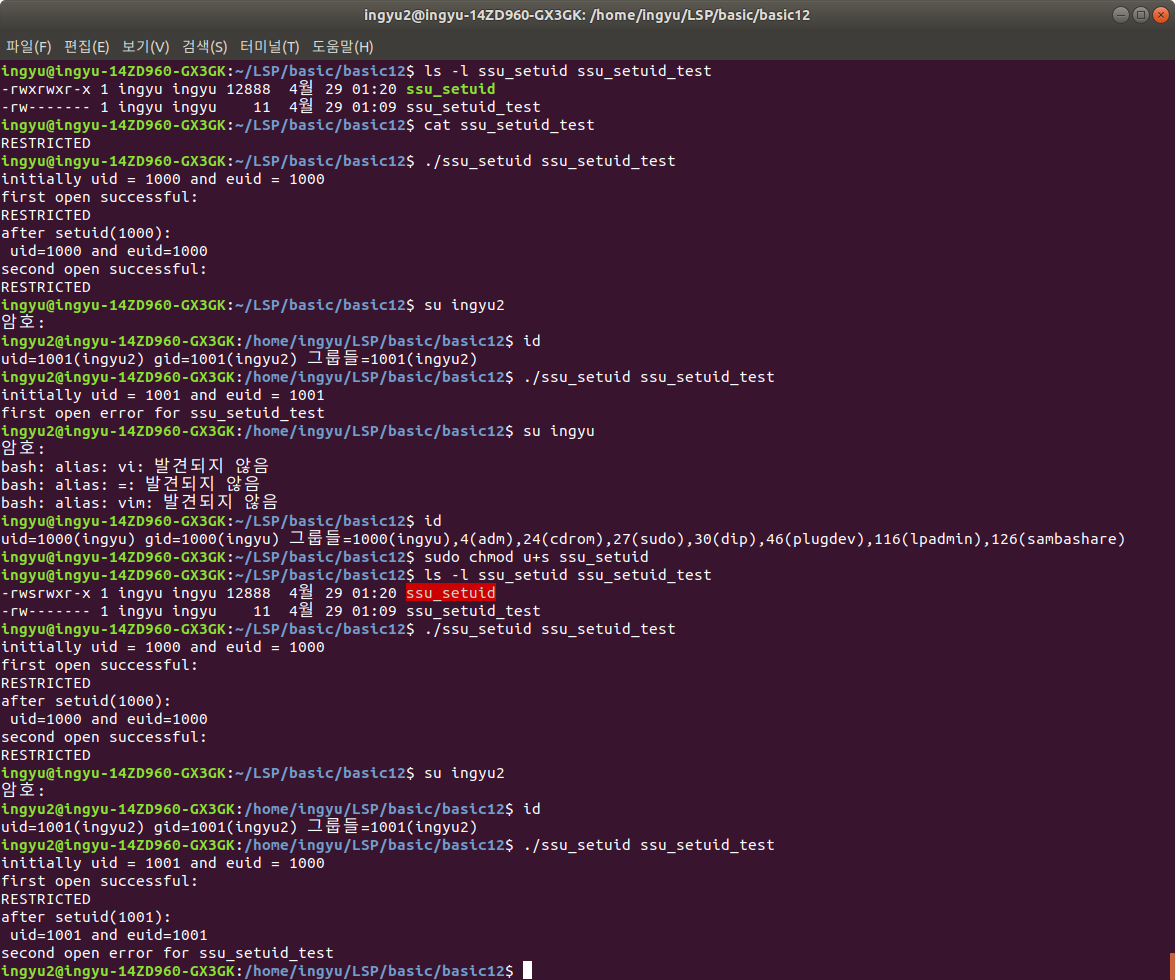 ingyu2@ingyu-14ZD960-GX3GK: /home/ingyu/LSP/basic/basic12
파일(F) 편집(E) 보기(V) 검색(S) 터미널(T) 도움말(H)
ingyu@ingyu-14ZD960-GX3GK:~/LSP/basic/basic12$ ls -l ssu_setuid ssu_setuid_test
-rwxrwxr-x 1 ingyu ingyu 12888  4월 29 01:20 ssu_setuid
-rw------- 1 ingyu ingyu    11  4월 29 01:09 ssu_setuid_test
ingyu@ingyu-14ZD960-GX3GK:~/LSP/basic/basic12$ cat ssu_setuid_test
RESTRICTED
ingyu@ingyu-14ZD960-GX3GK:~/LSP/basic/basic12$ ./ssu_setuid ssu_setuid_test
initially uid = 1000 and euid = 1000
first open successful:
RESTRICTED
after setuid(1000):
 uid=1000 and euid=1000
second open successful:
RESTRICTED
ingyu@ingyu-14ZD960-GX3GK:~/LSP/basic/basic12$ su ingyu2
암호:
ingyu2@ingyu-14ZD960-GX3GK:/home/ingyu/LSP/basic/basic12$ id
uid=1001(ingyu2) gid=1001(ingyu2) 그룹들=1001(ingyu2)
ingyu2@ingyu-14ZD960-GX3GK:/home/ingyu/LSP/basic/basic12$ ./ssu_setuid ssu_setuid_test
initially uid = 1001 and euid = 1001
first open error for ssu_setuid_test
ingyu2@ingyu-14ZD960-GX3GK:/home/ingyu/LSP/basic/basic12$ su ingyu
암호:
bash: alias: vi: 발견되지 않음
bash: alias: =: 발견되지 않음
bash: alias: vim: 발견되지 않음
ingyu@ingyu-14ZD960-GX3GK:~/LSP/basic/basic12$ id
uid=1000(ingyu) gid=1000(ingyu) 그룹들=1000(ingyu),4(adm),24(cdrom),27(sudo),30(dip),46(plugdev),116(lpadmin),126(sambashare)
ingyu@ingyu-14ZD960-GX3GK:~/LSP/basic/basic12$ sudo chmod u+s ssu_setuid
ingyu@ingyu-14ZD960-GX3GK:~/LSP/basic/basic12$ ls -l ssu_setuid ssu_setuid_test
-rwsrwxr-x 1 ingyu ingyu 12888  4월 29 01:20 ssu_setuid
-rw------- 1 ingyu ingyu    11  4월 29 01:09 ssu_setuid_test
ingyu@ingyu-14ZD960-GX3GK:~/LSP/basic/basic12$ ./ssu_setuid ssu_setuid_test
initially uid = 1000 and euid = 1000
first open successful:
RESTRICTED
after setuid(1000):
 uid=1000 and euid=1000
second open successful:
RESTRICTED
ingyu@ingyu-14ZD960-GX3GK:~/LSP/basic/basic12$ su ingyu2
암호:
ingyu2@ingyu-14ZD960-GX3GK:/home/ingyu/LSP/basic/basic12$ id
uid=1001(ingyu2) gid=1001(ingyu2) 그룹들=1001(ingyu2)
ingyu2@ingyu-14ZD960-GX3GK:/home/ingyu/LSP/basic/basic12$ ./ssu_setuid ssu_setuid_test
initially uid = 1001 and euid = 1000
first open successful:
RESTRICTED
after setuid(1001):
 uid=1001 and euid=1001
second open error for ssu_setuid_test
ingyu2@ingyu-14ZD960-GX3GK:/home/ingyu/LSP/basic/basic12$